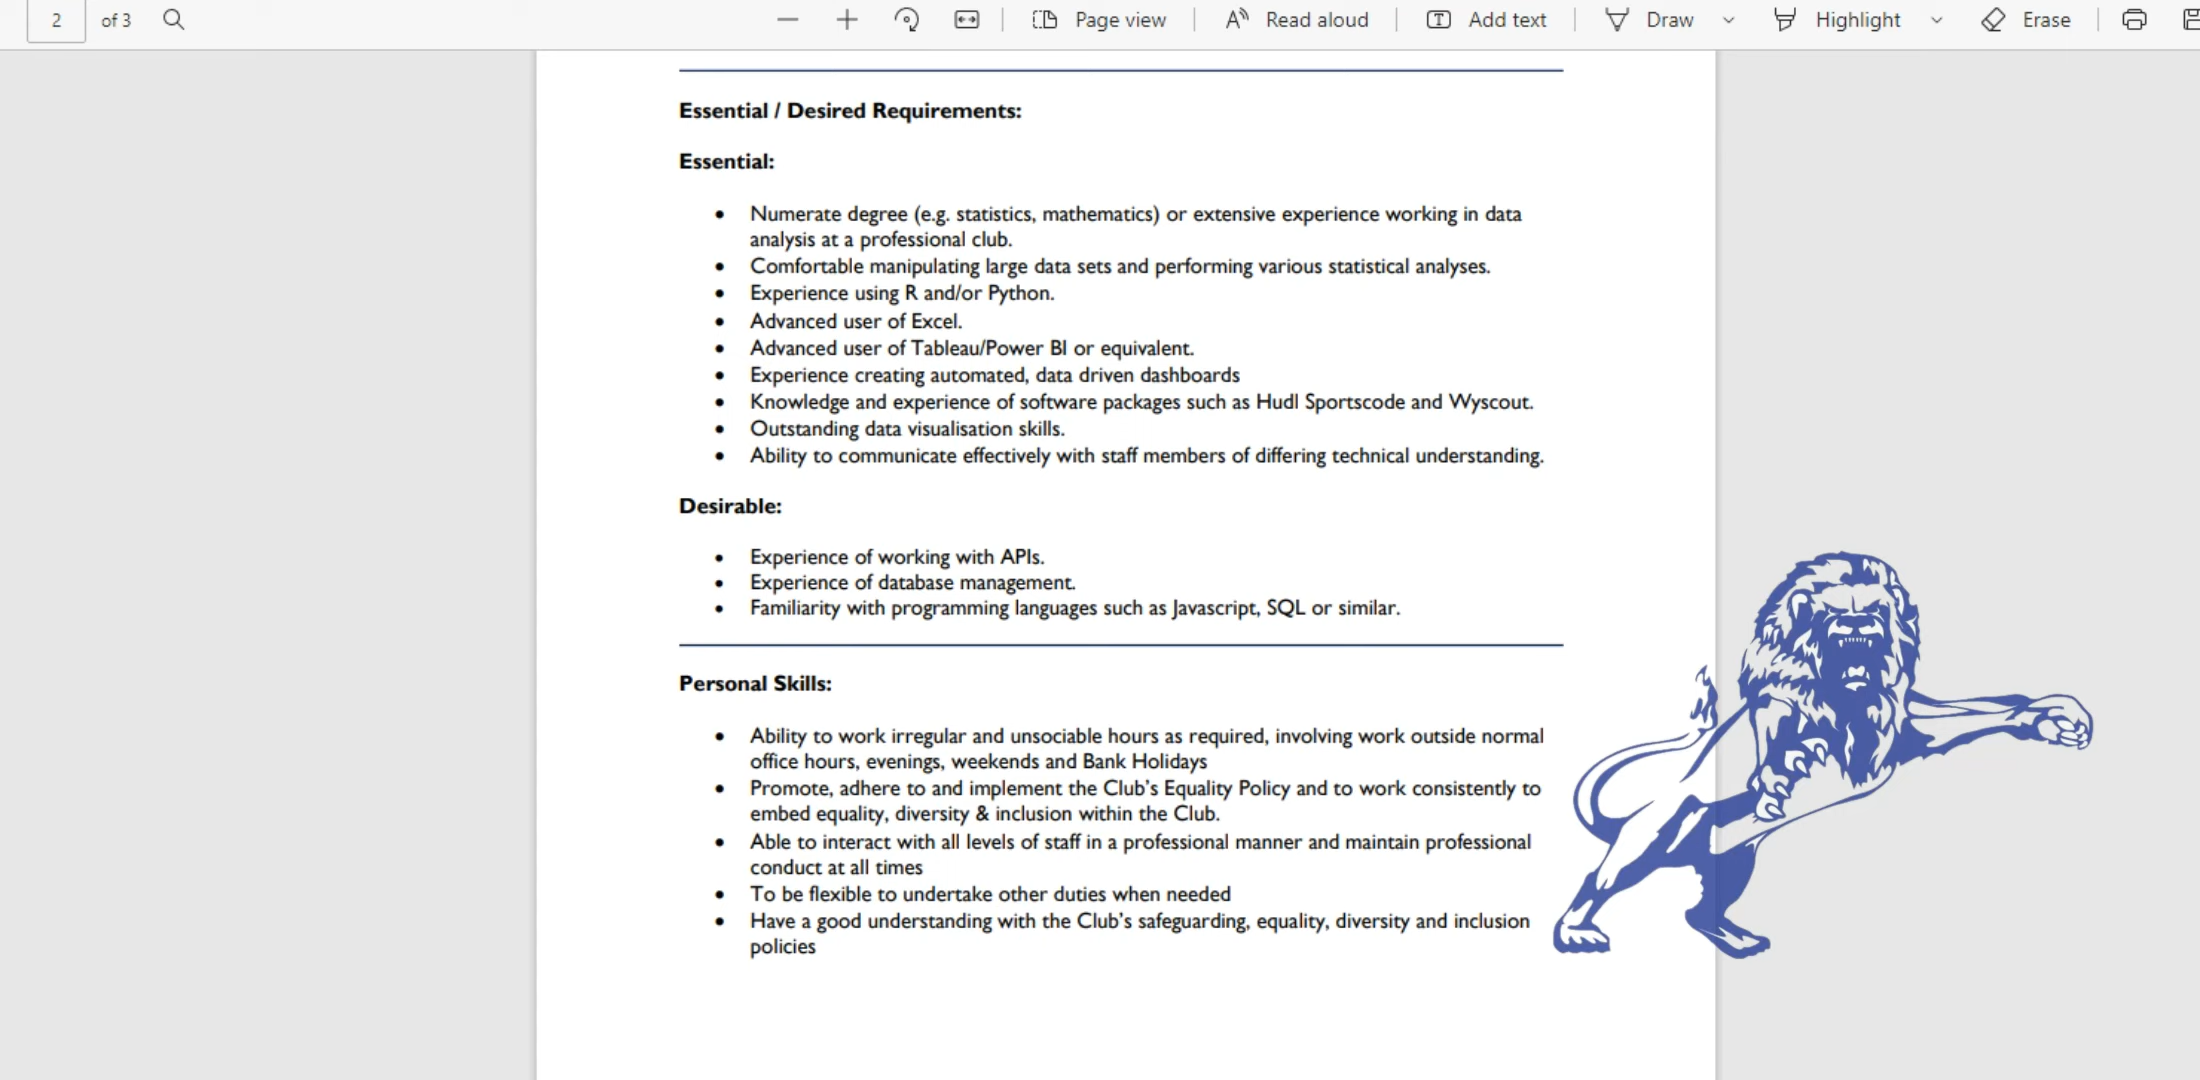 2 of 3 Page view Read aloud Add text Draw Highlight Erase
Essential / Desired Requirements:
Essential:
• Numerate degree (e.g. statistics, mathematics) or extensive experience working in data
analysis at a professional club.
• Comfortable manipulating large data sets and performing various statistical analyses.
• Experience using R and/or Python.
• Advanced user of Excel.
• Advanced user of Tableau/Power BI or equivalent.
• Experience creating automated, data driven dashboards
• Knowledge and experience of software packages such as Hudl Sportscode and Wyscout.
• Outstanding data visualisation skills.
• Ability to communicate effectively with staff members of differing technical understanding.
Desirable:
• Experience of working with APIs.
• Experience of database management.
• Familiarity with programming languages such as Javascript, SQL or similar.
Personal Skills:
• Ability to work irregular and unsociable hours as required, involving work outside normal
office hours, evenings, weekends and Bank Holidays
• Promote, adhere to and implement the Club's Equality Policy and to work consistently to
embed equality, diversity & inclusion within the Club.
• Able to interact with all levels of staff in a professional manner and maintain professional
conduct at all times
• To be flexible to undertake other duties when needed
• Have a good understanding with the Club's safeguarding, equality, diversity and inclusion
policies